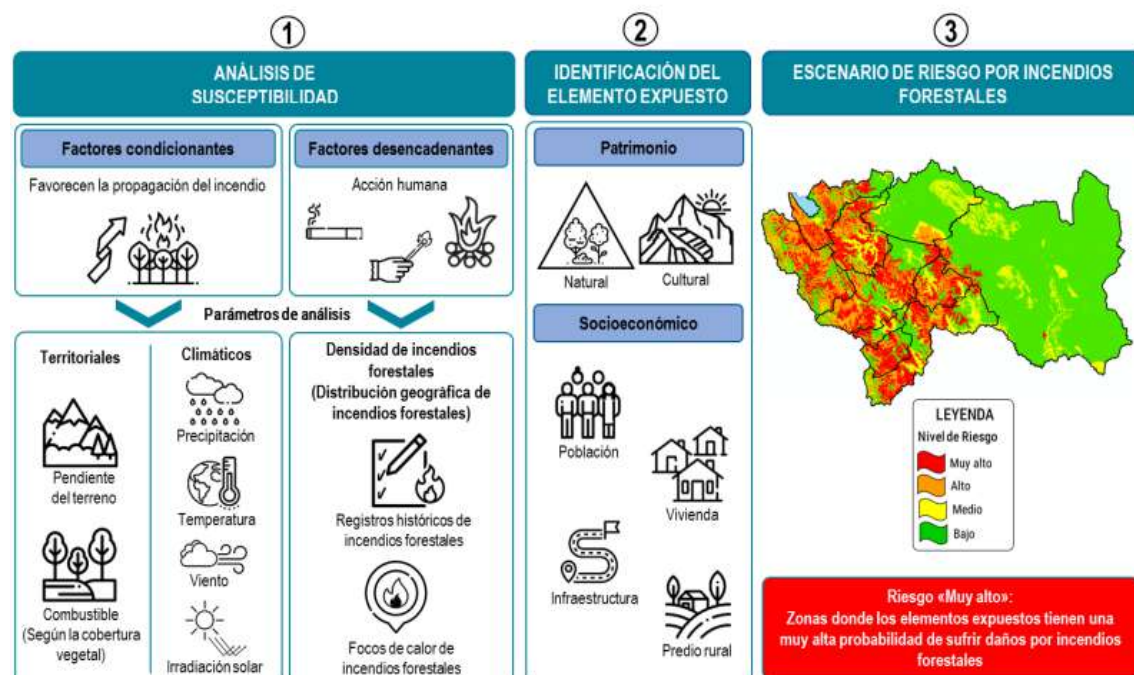 1
ANÁLISIS DE
SUSCEPTIBILIDAD
Factores condicionantes
Favorecen la propagación del incendio
Factores desencadenantes
Acción humana
Parámetros de análisis
Territoriales
Pendiente
del terreno
Combustible
(Según la cobertura
vegetal)
Climáticos
Precipitación
Temperatura
Viento
Irradiación solar
Densidad de incendios
forestales
(Distribución geográfica de
incendios forestales)
Registros históricos de
incendios forestales
Focos de calor de
incendios forestales
2
IDENTIFICACIÓN DEL
ELEMENTO EXPUESTO
Patrimonio
Natural
Cultural
Socioeconómico
Población
Vivienda
Infraestructura
Predio rural
3
ESCENARIO DE RIESGO POR INCENDIOS
FORESTALES
LEYENDA
Nivel de Riesgo
Muy alto
Alto
Medio
Bajo
Riesgo «Muy alto»:
Zonas donde los elementos expuestos tienen una
muy alta probabilidad de sufrir daños por incendios
forestales